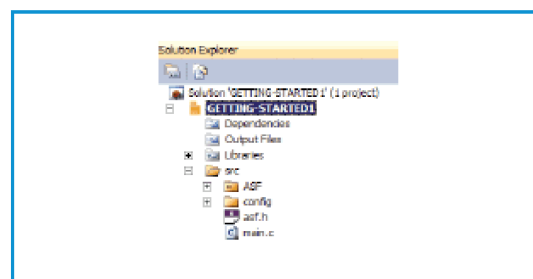 Solution Explorer
Solution 'GETTING-STARTED1' (1 project)
GETTING-STARTED1
Dependencies
Output Files
Libraries
src
ASF
config
asf.h
main.c